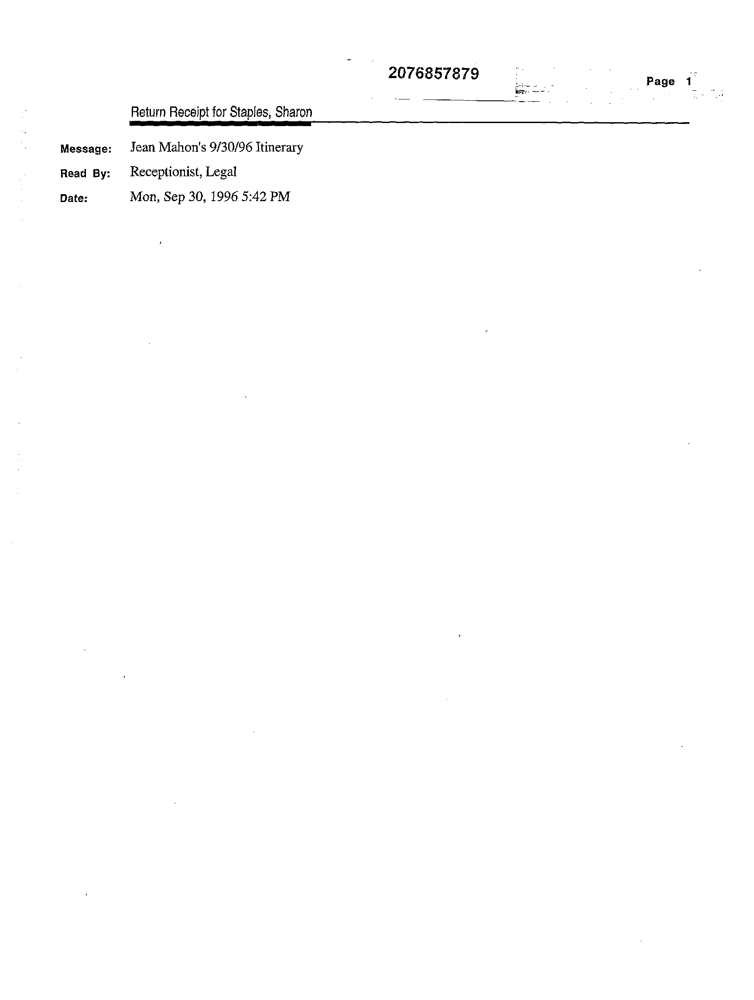 2076857879
Page 1
Return Receipt for Staples, Sharon
Message: Jean Mahon's 9/30/96 Itinerary
Read By: Receptionist, Legal
Date: Mon, Sep 30, 1996 5:42 PM